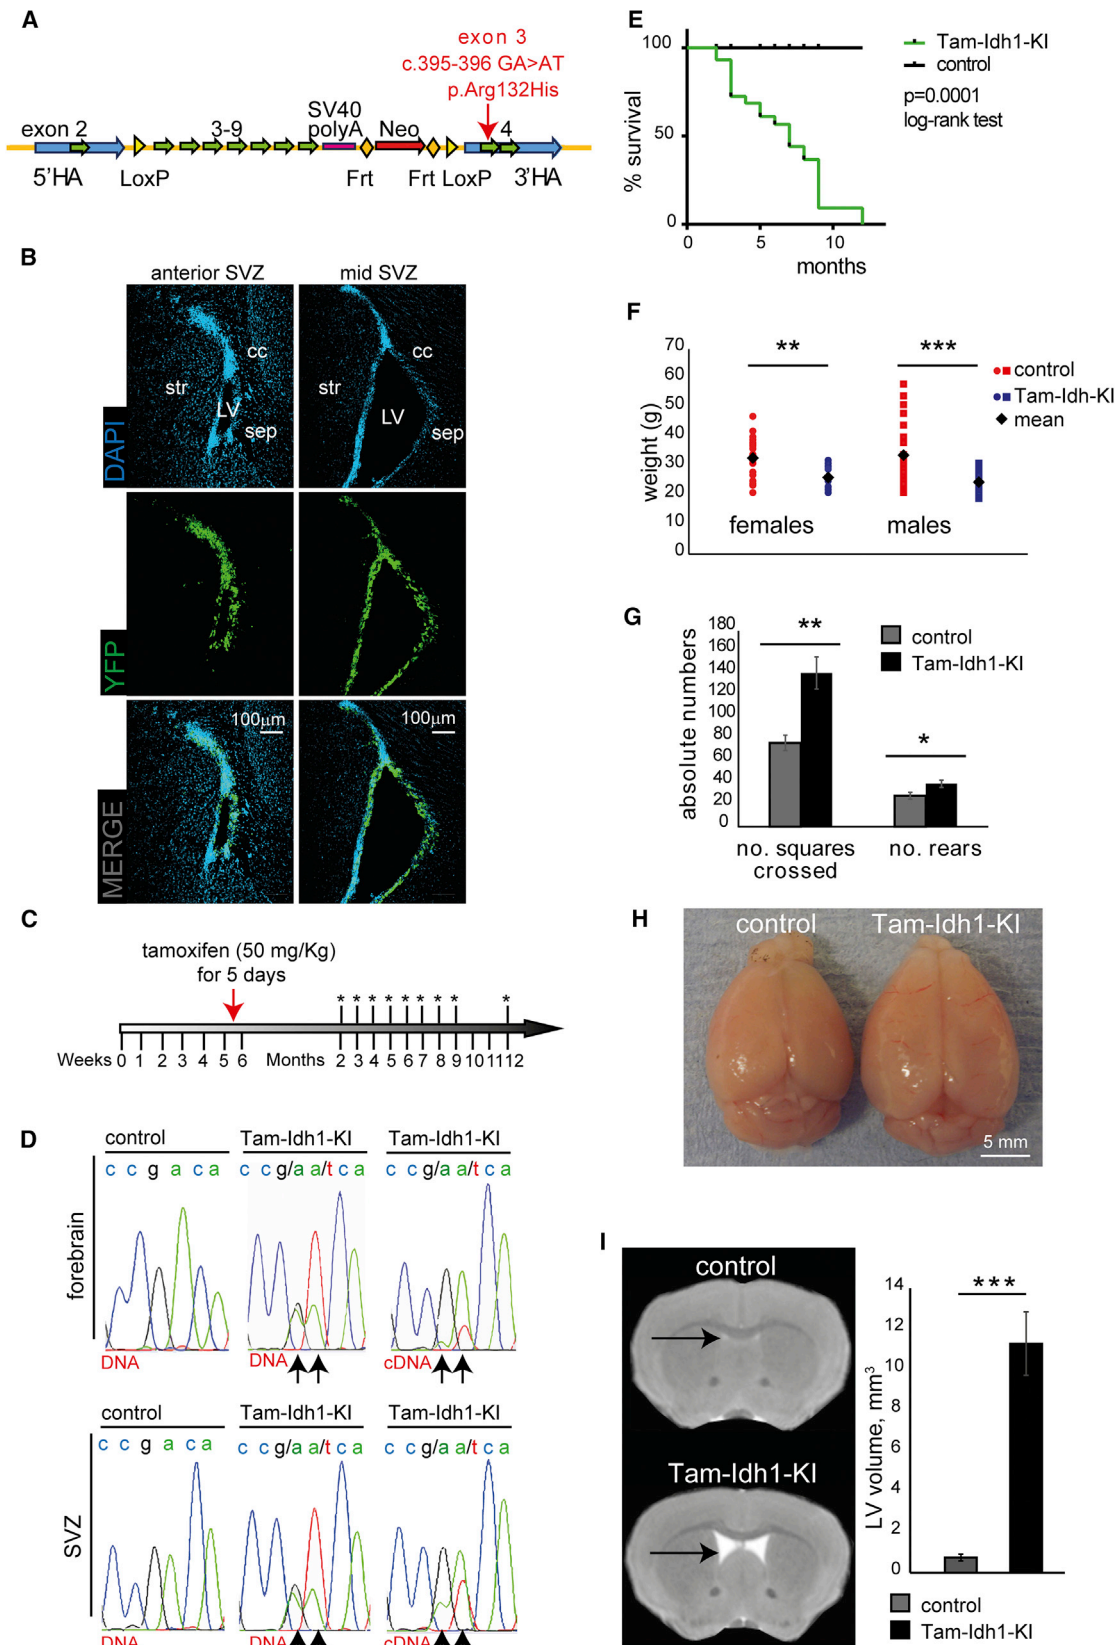 A
exon 3
c.395-396 GA>AT
p.Arg132His
exon 2
3-9
SV40
polyA
Neo
4
5'HA
LoxP
Frt
Frt
LoxP
3'HA
B
anterior SVZ
mid SVZ
DAPI
str
cc
LV
sep
str
cc
LV
sep
YFP
MERGE
100µm
100µm
C
tamoxifen (50 mg/Kg)
for 5 days
* * * * * * * * *
Weeks 0 1 2 3 4 5 6 Months 2 3 4 5 6 7 8 9 10 11 12
D
forebrain
control
c c g a c a
DNA
Tam-Idh1-KI
c c g/a a/t c a
DNA
Tam-Idh1-KI
c c g/a a/t c a
cDNA
SVZ
control
c c g a c a
DNA
Tam-Idh1-KI
c c g/a a/t c a
DNA
Tam-Idh1-KI
c c g/a a/t c a
cDNA
E
% survival
100
50
0
0 5 10
months
Tam-Idh1-KI
control
p=0.0001
log-rank test
F
weight (g)
70
60
50
40
30
20
10
0
**
***
females
males
control
Tam-Idh-KI
mean
G
absolute numbers
180
160
140
120
100
80
60
40
20
0
**
*
no. squares
crossed
no. rears
control
Tam-Idh1-KI
H
control
Tam-Idh1-KI
5 mm
I
control
Tam-Idh1-KI
LV volume, mm³
14
12
10
8
6
4
2
0
***
control
Tam-Idh1-KI